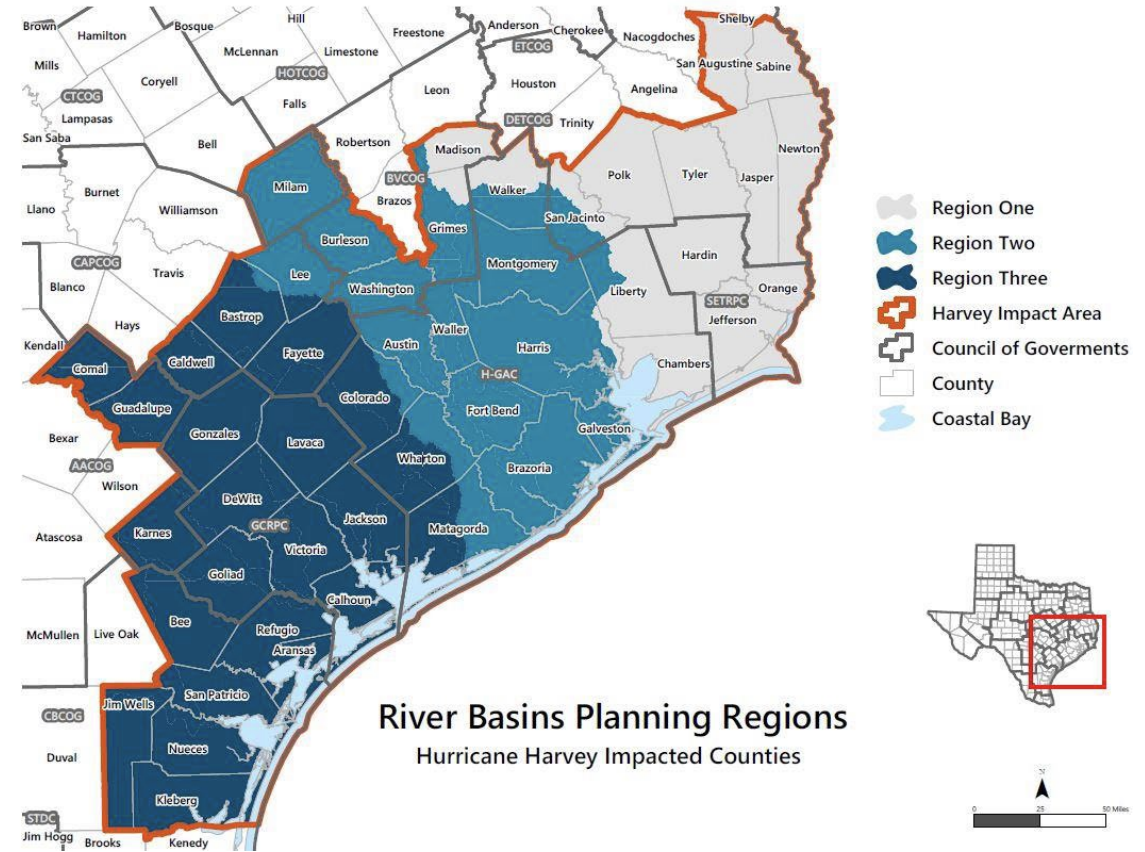 Brown
Hamilton
Bosque
Hill
Freestone
Anderson
Cherokee
Nacogdoches
Shelby
McLennan
Limestone
ETCOG
San Augustine
Sabine
Mills
Coryell
HOTCOG
Leon
Houston
Angelina
CTCOG
Lampasas
Falls
DETCOG
Trinity
San Saba
Bell
Robertson
Madison
Newton
Burnet
Milam
BVCOG
Walker
Polk
Tyler
Jasper
Llano
Williamson
Brazos
Grimes
San Jacinto
Burleson
Montgomery
Hardin
CAPCOG
Travis
Lee
Washington
Liberty
Orange
Blanco
SETRPC
Jefferson
Hays
Bastrop
Waller
Austin
Harris
Kendall
Comal
Caldwell
Fayette
Chambers
H-GAC
Guadalupe
Colorado
Fort Bend
Gonzales
Lavaca
Galveston
Bexar
AACOG
Wharton
Brazoria
Wilson
DeWitt
Atascosa
Karnes
GCRPC
Jackson
Matagorda
Victoria
Goliad
Calhoun
McMullen
Live Oak
Bee
Refugio
Aransas
San Patricio
Jim Wells
CBCOG
Duval
Nueces
Kleberg
STDC
Jim Hogg
Brooks
Kenedy
Region One
Region Two
Region Three
Harvey Impact Area
Council of Goverments
County
Coastal Bay
River Basins Planning Regions
Hurricane Harvey Impacted Counties
0 25 50 Miles